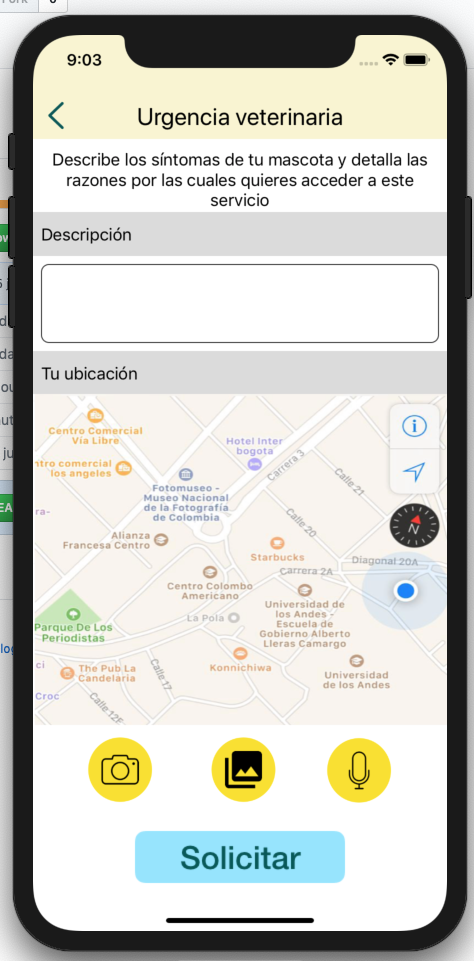 9:03
Urgencia veterinaria
Describe los síntomas de tu mascota y detalla las
razones por las cuales quieres acceder a este
servicio
Descripción
Tu ubicación
Centro Comercial
Vía Libre
Hotel Inter
bogota
Carrera 3
Calle 21
ntro comercial
los angeles
Fotomuseo -
Museo Nacional
de la Fotografía
de Colombia
N
ra-
Calle 20
Alianza
Francesa Centro
Starbucks
Diagonal 20A
Carrera 2A
Centro Colombo
Americano
Universidad de
los Andes -
Escuela de
Gobierno Alberto
Lleras Camargo
La Pola
Parque De Los
Periodistas
ci
The Pub La
Candelaria
Calle 17
Konnichiwa
Universidad
de los Andes
Croc
Calle 12F
Solicitar